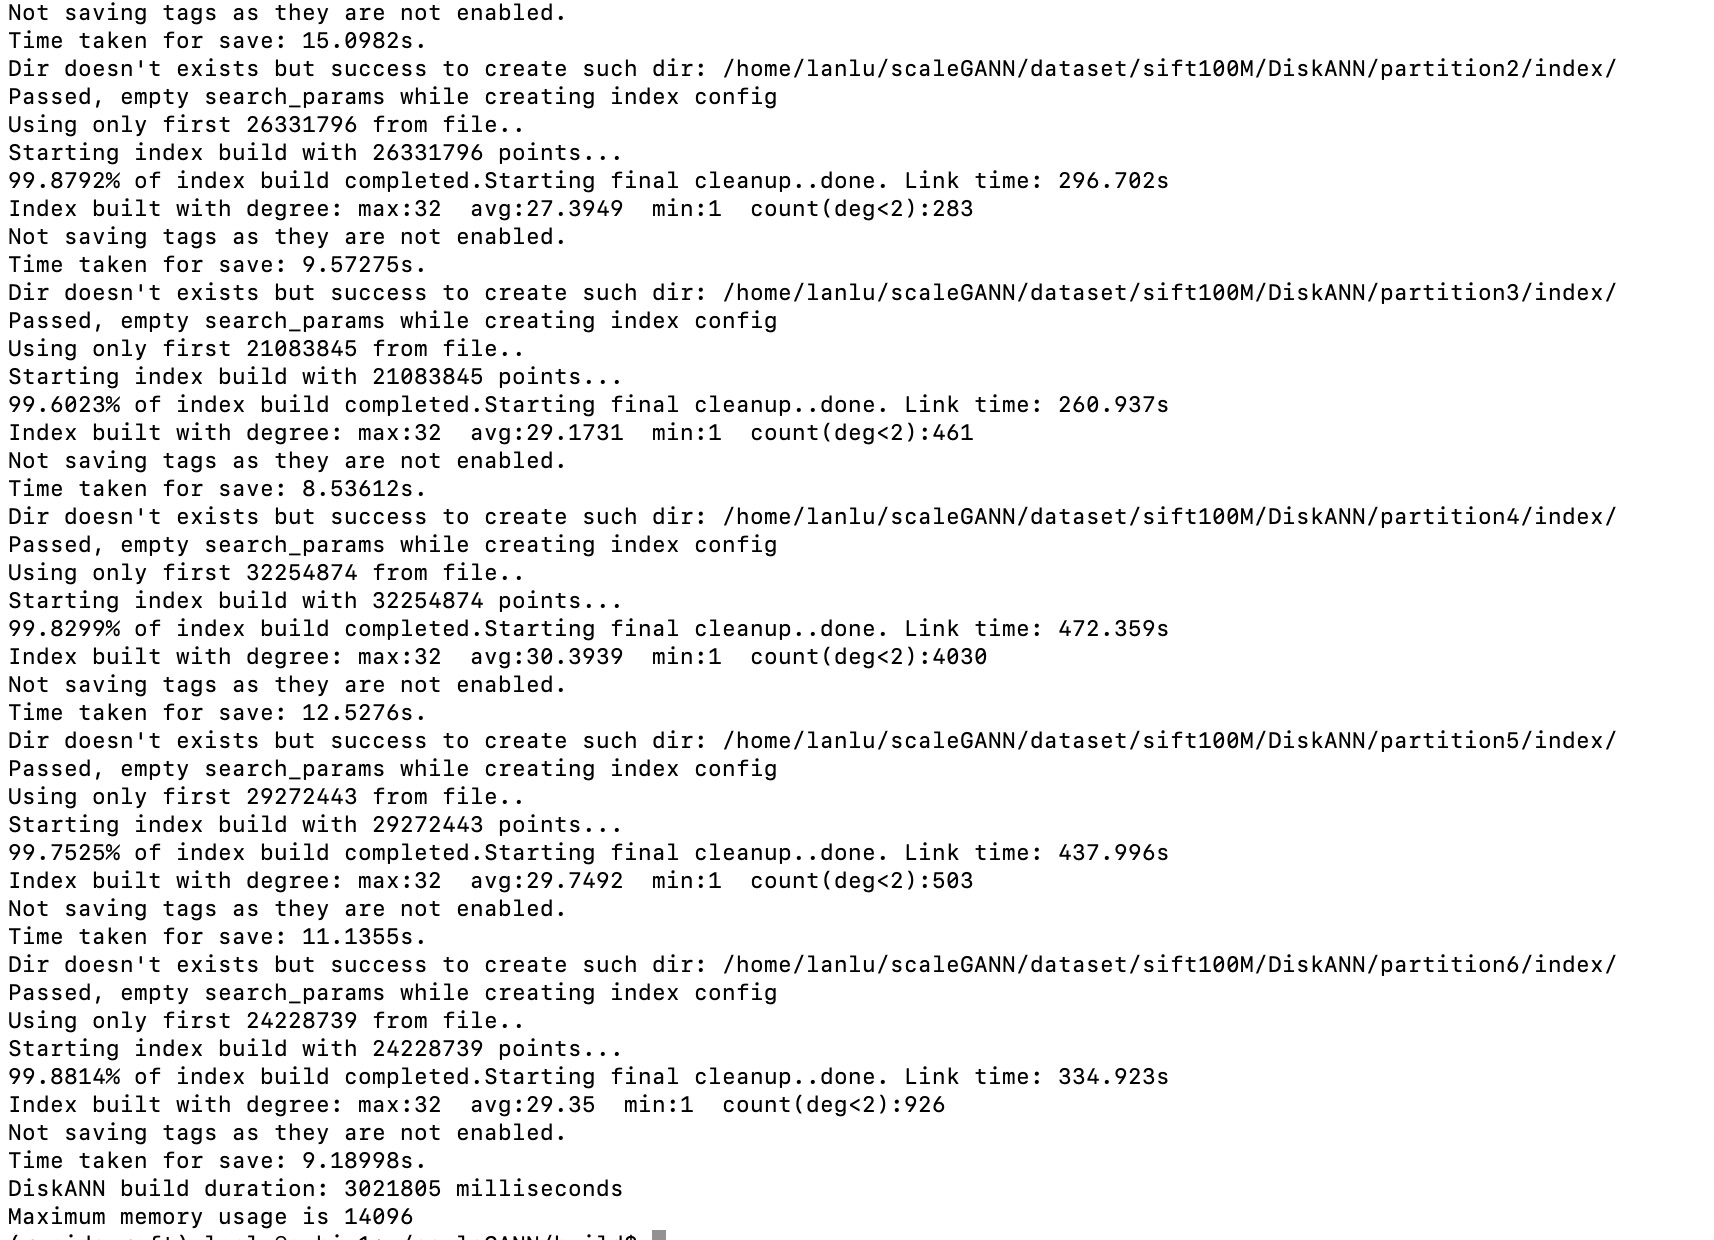 Not saving tags as they are not enabled.
Time taken for save: 15.0982s.
Dir doesn't exists but success to create such dir: /home/lanlu/scaleGANN/dataset/sift100M/DiskANN/partition2/index/
Passed, empty search_params while creating index config
Using only first 26331796 from file..
Starting index build with 26331796 points...
99.8792% of index build completed.Starting final cleanup..done. Link time: 296.702s
Index built with degree: max:32  avg:27.3949  min:1  count(deg<2):283
Not saving tags as they are not enabled.
Time taken for save: 9.57275s.
Dir doesn't exists but success to create such dir: /home/lanlu/scaleGANN/dataset/sift100M/DiskANN/partition3/index/
Passed, empty search_params while creating index config
Using only first 21083845 from file..
Starting index build with 21083845 points...
99.6023% of index build completed.Starting final cleanup..done. Link time: 260.937s
Index built with degree: max:32  avg:29.1731  min:1  count(deg<2):461
Not saving tags as they are not enabled.
Time taken for save: 8.53612s.
Dir doesn't exists but success to create such dir: /home/lanlu/scaleGANN/dataset/sift100M/DiskANN/partition4/index/
Passed, empty search_params while creating index config
Using only first 32254874 from file..
Starting index build with 32254874 points...
99.8299% of index build completed.Starting final cleanup..done. Link time: 472.359s
Index built with degree: max:32  avg:30.3939  min:1  count(deg<2):4030
Not saving tags as they are not enabled.
Time taken for save: 12.5276s.
Dir doesn't exists but success to create such dir: /home/lanlu/scaleGANN/dataset/sift100M/DiskANN/partition5/index/
Passed, empty search_params while creating index config
Using only first 29272443 from file..
Starting index build with 29272443 points...
99.7525% of index build completed.Starting final cleanup..done. Link time: 437.996s
Index built with degree: max:32  avg:29.7492  min:1  count(deg<2):503
Not saving tags as they are not enabled.
Time taken for save: 11.1355s.
Dir doesn't exists but success to create such dir: /home/lanlu/scaleGANN/dataset/sift100M/DiskANN/partition6/index/
Passed, empty search_params while creating index config
Using only first 24228739 from file..
Starting index build with 24228739 points...
99.8814% of index build completed.Starting final cleanup..done. Link time: 334.923s
Index built with degree: max:32  avg:29.35  min:1  count(deg<2):926
Not saving tags as they are not enabled.
Time taken for save: 9.18998s.
DiskANN build duration: 3021805 milliseconds
Maximum memory usage is 14096